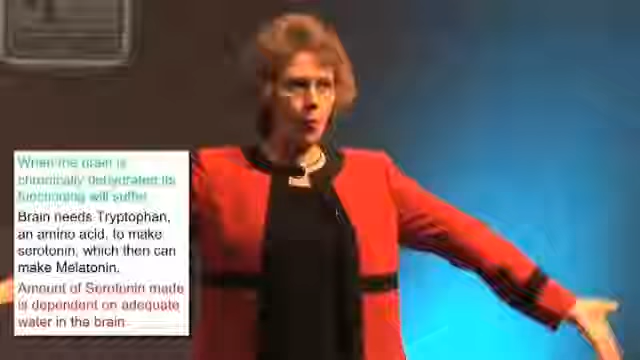 When the brain is
chronically dehydrated its
functioning will suffer
Brain needs Tryptophan,
an amino acid, to make
serotonin, which then can
make Melatonin.
Amount of Serotonin made
is dependent on adequate
water in the brain